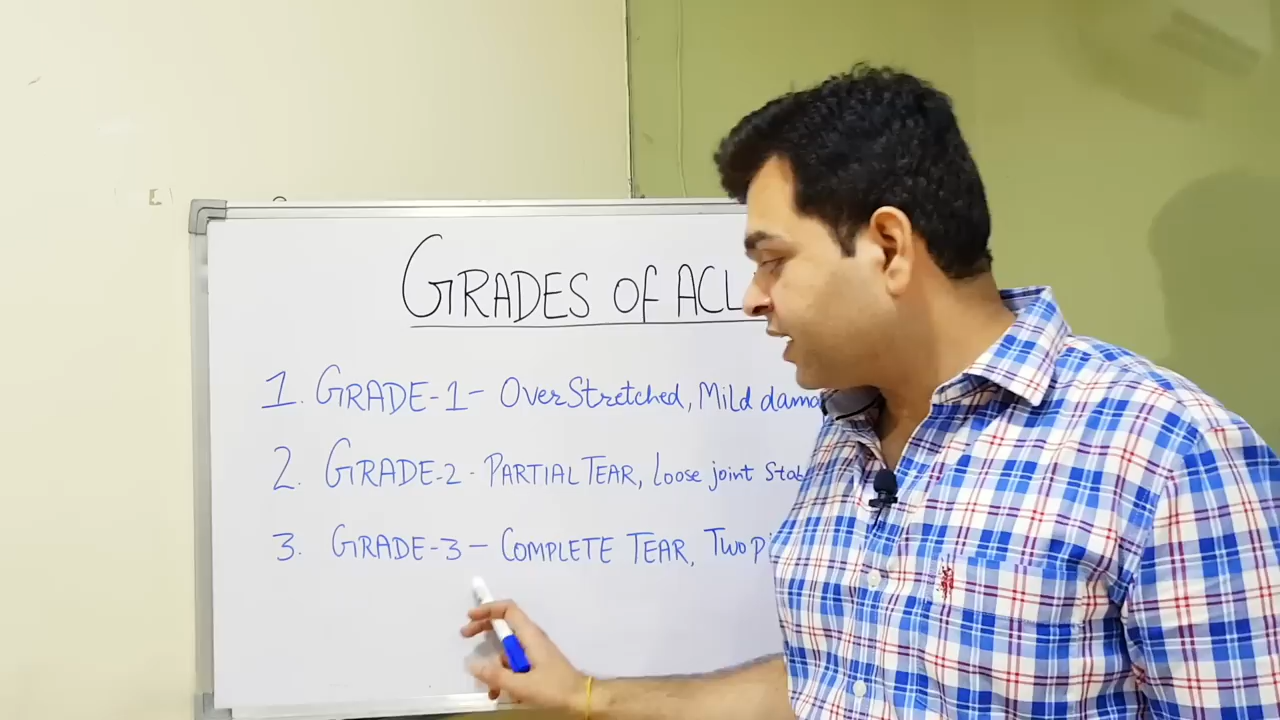 GRADES OF ACL
1. GRADE-1- OverStretched, Mild
2. GRADE-2 - PARTIAL TEAR, Loose joint
3. GRADE-3 – COMPLETE TEAR, Two